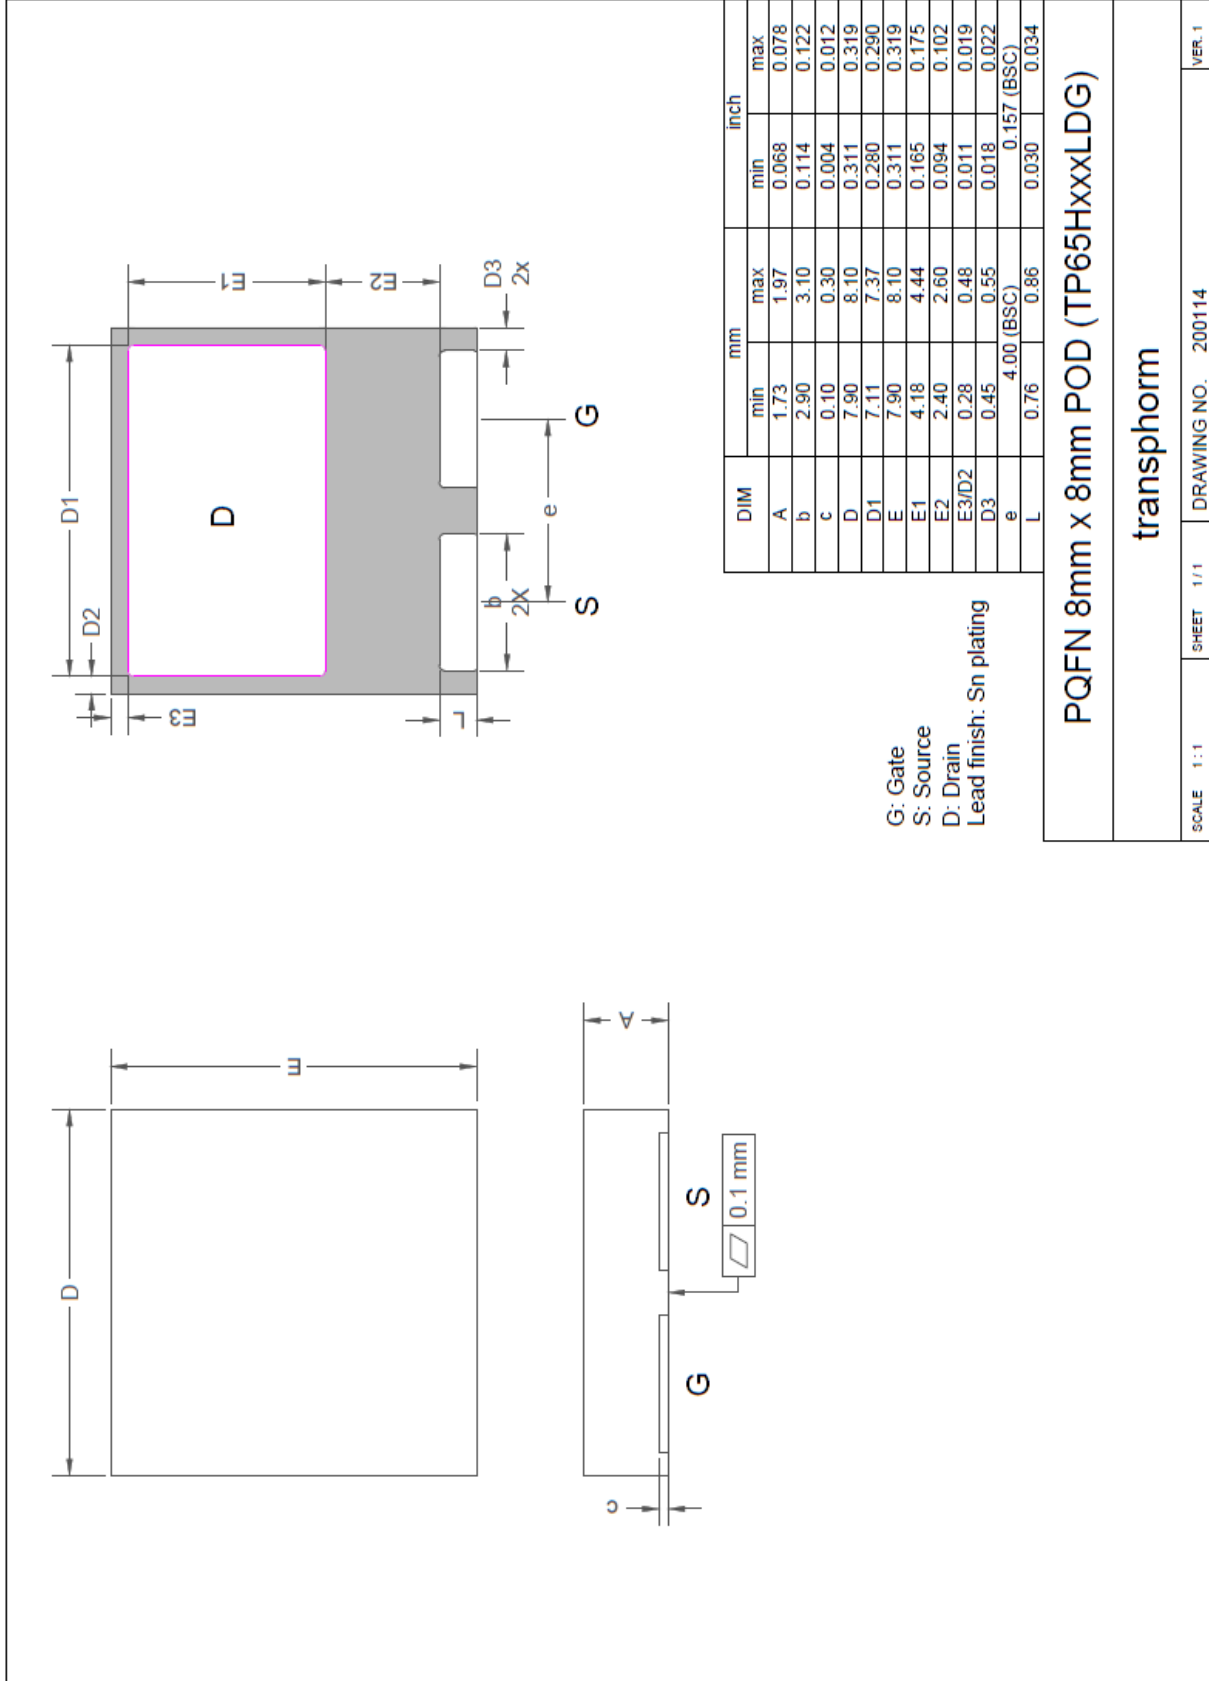 D
E
A
c
G
S
0.1 mm
D1
D2
E3
E1
E2
D
L
D3
2x
b
2X
e
S
G
G: Gate
S: Source
D: Drain
Lead finish: Sn plating
DIM mm inch
min max min max
A 1.73 1.97 0.068 0.078
b 2.90 3.10 0.114 0.122
c 0.10 0.30 0.004 0.012
D 7.90 8.10 0.311 0.319
D1 7.11 7.37 0.280 0.290
E 7.90 8.10 0.311 0.319
E1 4.18 4.44 0.165 0.175
E2 2.40 2.60 0.094 0.102
E3/D2 0.28 0.48 0.011 0.019
D3 0.45 0.55 0.018 0.022
e 4.00 (BSC) 0.157 (BSC)
L 0.76 0.86 0.030 0.034
PQFN 8mm x 8mm POD (TP65HxxxLDG)
transphorm
SCALE 1:1 SHEET 1/1 DRAWING NO. 200114 VER. 1